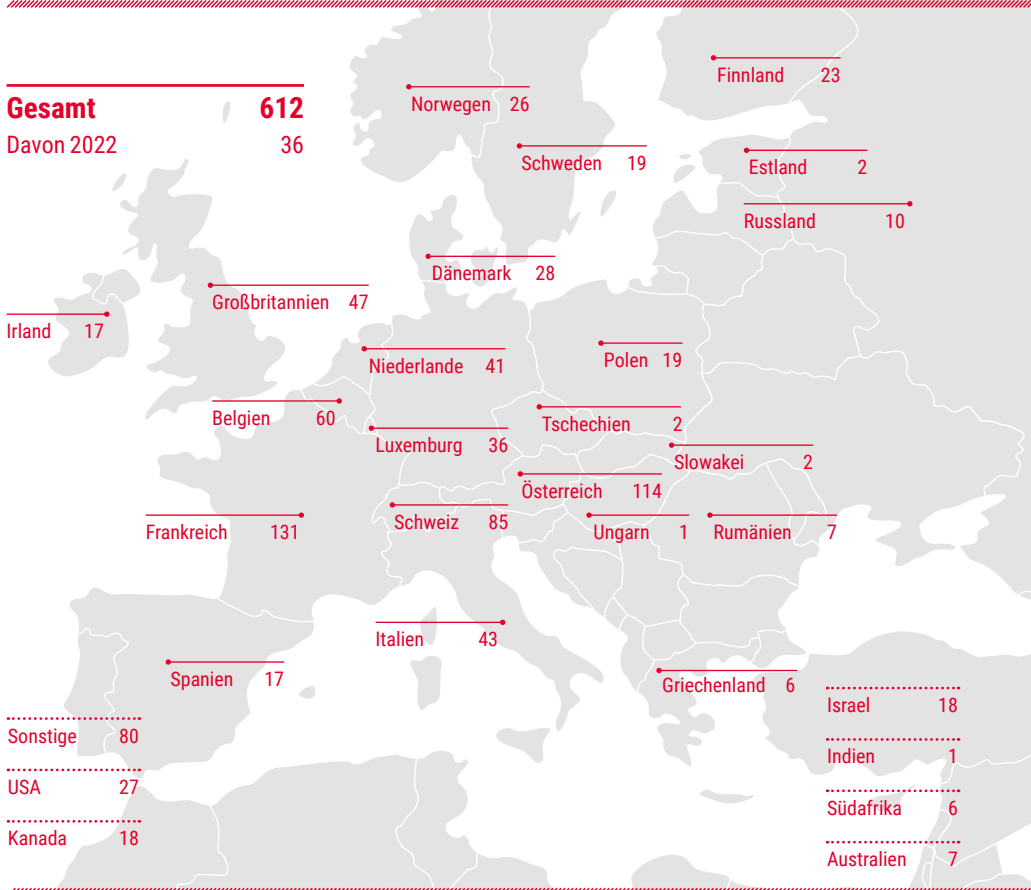 Gesamt 612
Davon 2022 36
Finnland 23
Norwegen 26
Schweden 19
Estland 2
Russland 10
Dänemark 28
Großbritannien 47
Irland 17
Niederlande 41
Polen 19
Belgien 60
Tschechien 2
Luxemburg 36
Slowakei 2
Österreich 114
Schweiz 85
Frankreich 131
Ungarn 1
Rumänien 7
Italien 43
Spanien 17
Griechenland 6
Israel 18
Sonstige 80
Indien 1
USA 27
Südafrika 6
Kanada 18
Australien 7